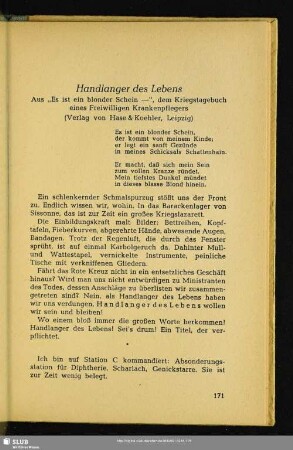 Handlanger des Lebens
Aus „Es ist ein blonder Schein —", dem Kriegstagebuch
eines Freiwilligen Krankenpflegers
(Verlag von Hase & Koehler, Leipzig)
Es ist ein blonder Schein,
der kommt von meinem Kinde;
er legt ein sanft Gezünde
in meines Schicksals Schattenhain.
Er macht, daß sich mein Sein
zum vollen Kranze ründet.
Mein tiefstes Dunkel mündet
in dieses blasse Blond hinein.
Ein schlenkernder Schmalspurzug stößt uns der Front
zu. Endlich wissen wir, wohin. In das Barackenlager von
Sissonne, das ist zur Zeit ein großes Kriegslazarett.
Die Einbildungskraft malt Bilder: Bettreihen, Kopf-
tafeln, Fieberkurven, abgezehrte Hände, abwesende Augen.
Bandagen. Trotz der Regenluft, die durch das Fenster
sprüht, ist auf einmal Karbolgeruch da. Dahinter Mull-
und Wattestapel, vernickelte Instrumente, peinliche
Tische mit verkniffenen Gliedern.
Fährt das Rote Kreuz nicht in ein entsetzliches Geschäft
hinaus? Wird man uns nicht entwürdigen zu Ministranten
des Todes, dessen Anschläge zu überlisten wir zusammen-
getreten sind? Nein, als Handlanger des Lebens haben
wir uns verdungen. Handlanger des Lebens wollen
wir sein und bleiben!
Wo einem bloß immer die großen Worte herkommen!
Handlanger des Lebens! Sei's drum! Ein Titel, der ver-
pflichtet.
Ich bin auf Station C kommandiert: Absonderungs-
station für Diphtherie, Scharlach, Genickstarre. Sie ist
zur Zeit wenig belegt.
171
SLUB